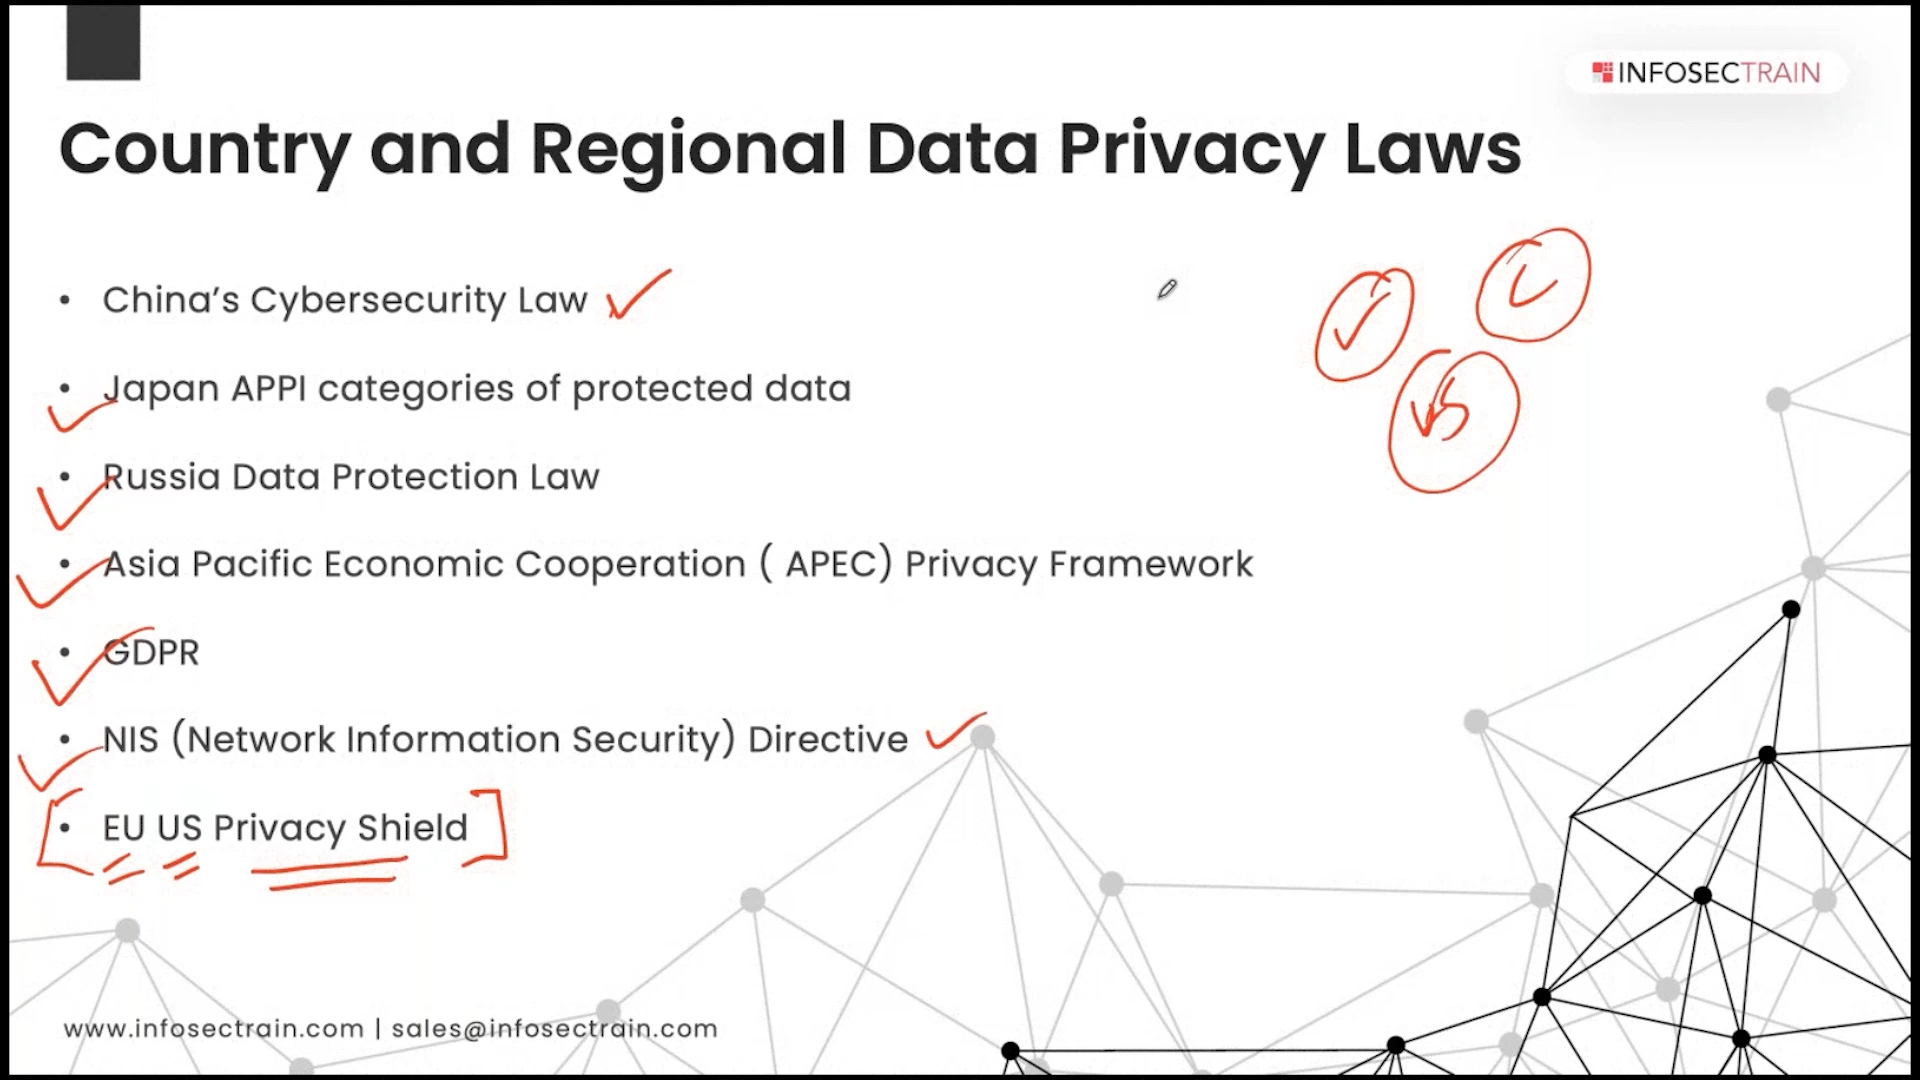 INFOSECTRAIN
Country and Regional Data Privacy Laws
• China's Cybersecurity Law
• Japan APPI categories of protected data
• Russia Data Protection Law
• Asia Pacific Economic Cooperation ( APEC) Privacy Framework
• GDPR
• NIS (Network Information Security) Directive
• EU US Privacy Shield
www.infosectrain.com | sales@infosectrain.com